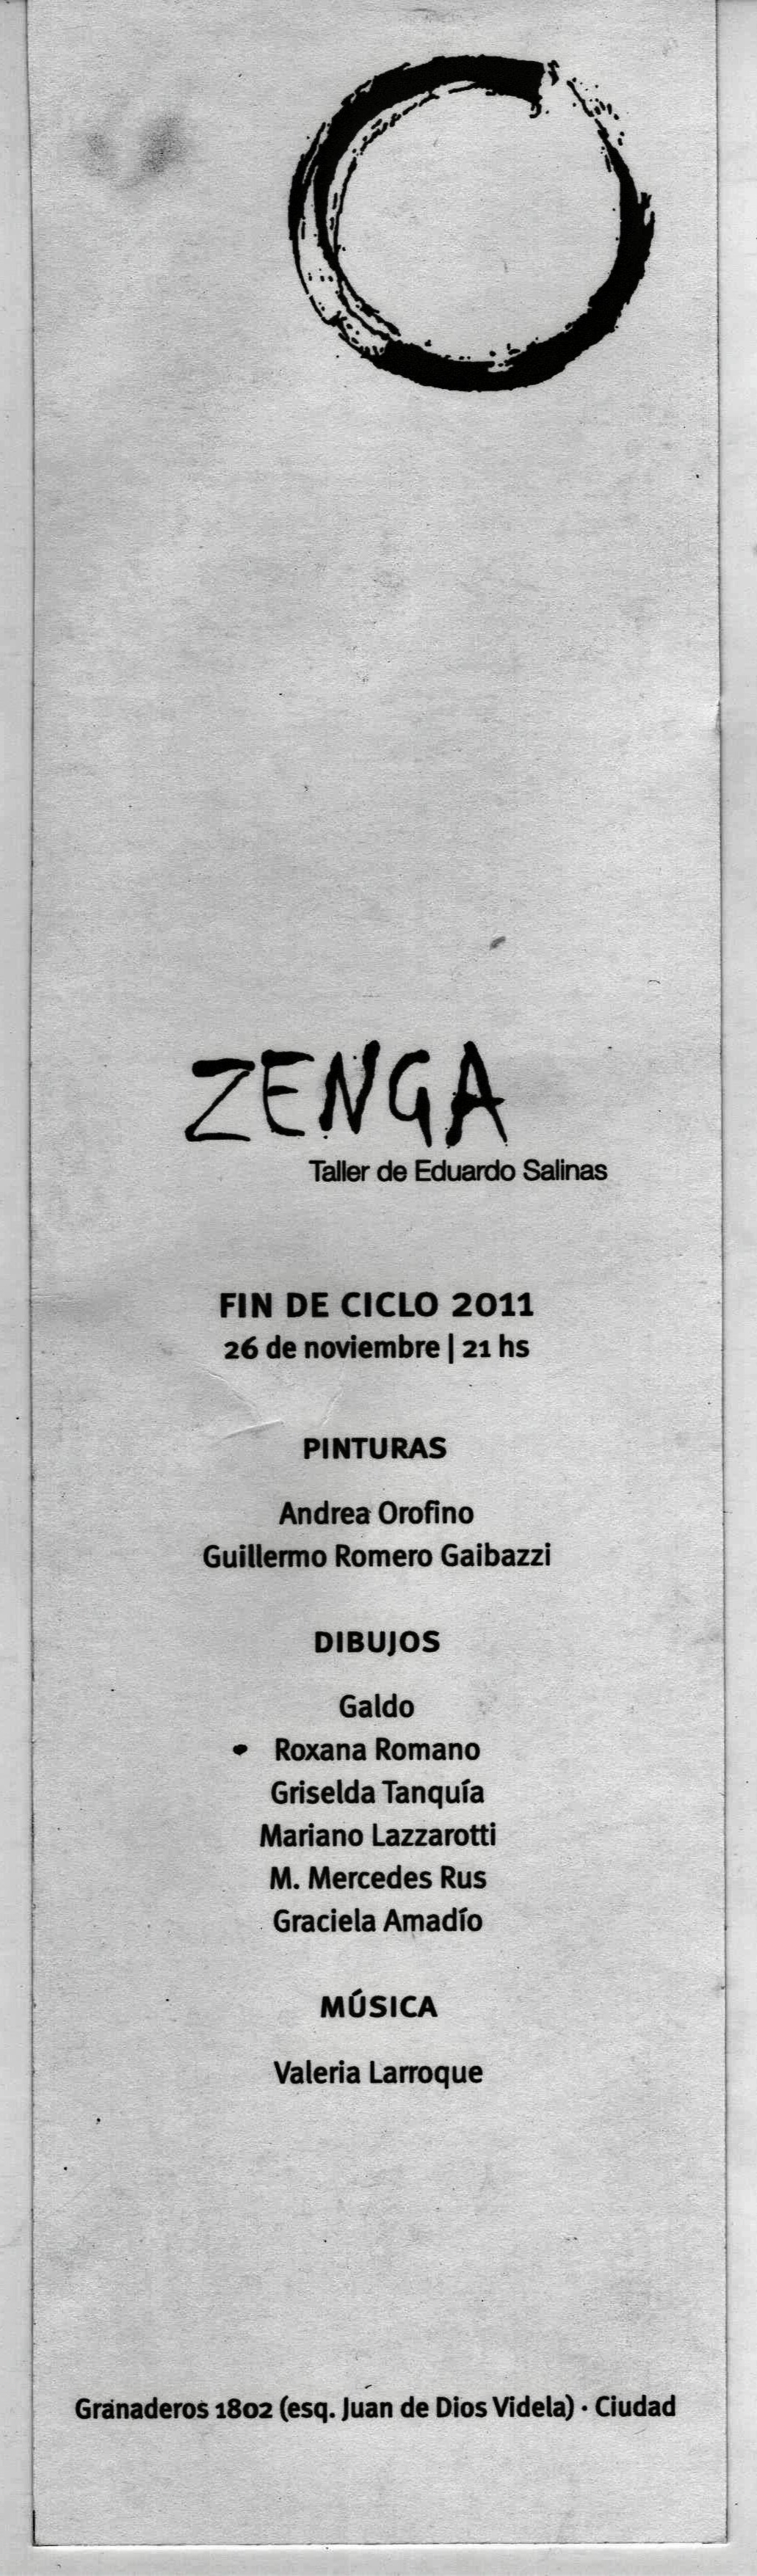 ZENGA
Taller de Eduardo Salinas
FIN DE CICLO 2011
26 de noviembre | 21 hs
PINTURAS
Andrea Orofino
Guillermo Romero Gaibazzi
DIBUJOS
Galdo
Roxana Romano
Griselda Tanquía
Mariano Lazzarotti
M. Mercedes Rus
Graciela Amadío
MÚSICA
Valeria Larroque
Granaderos 1802 (esq. Juan de Dios Videla) · Ciudad